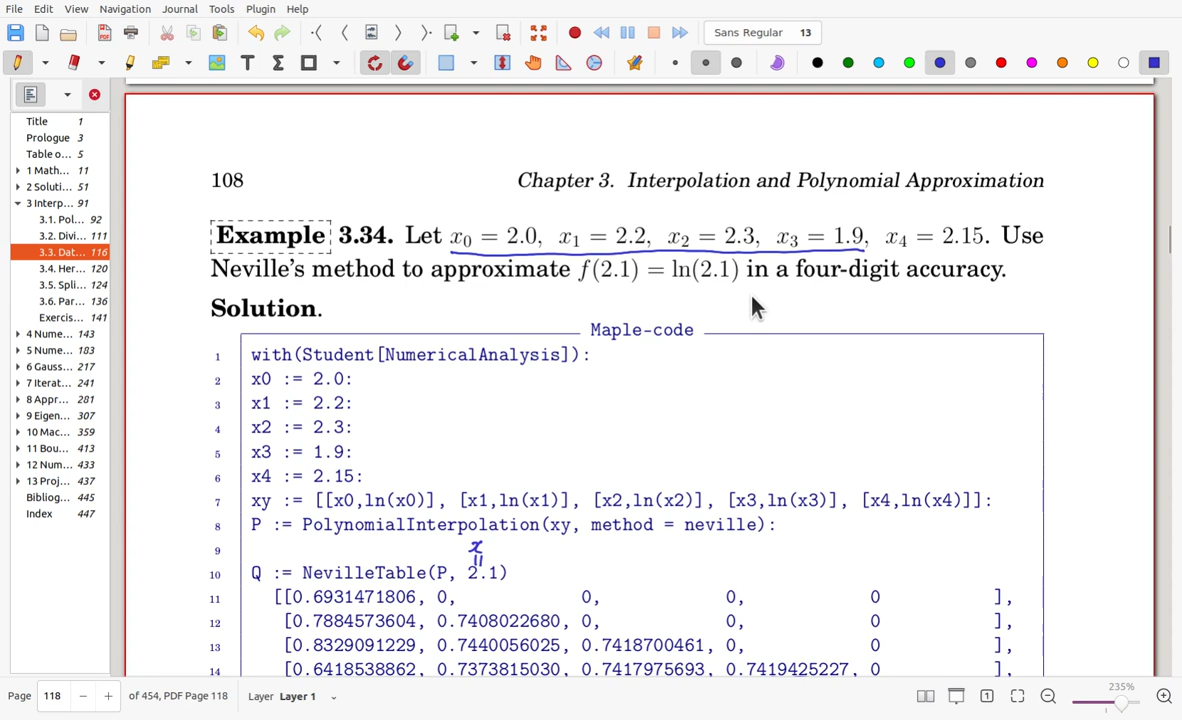 File Edit View Navigation Journal Tools Plugin Help
Sans Regular 13
Title 1
Prologue 3
Table o... 5
1 Math... 11
2 Soluti... 51
3 Interp... 91
3.1. Pol... 92
3.2. Divi... 111
3.3. Dat... 116
3.4. Her... 120
3.5. Spli... 124
3.6. Par... 136
Exercis... 141
4 Nume... 143
5 Nume... 183
6 Gauss... 217
7 Iterat... 241
8 Appr... 281
9 Eigen... 307
10 Mac... 359
11 Bou... 413
12 Num... 433
13 Proj... 437
Bibliog... 445
Index 447
108 Chapter 3. Interpolation and Polynomial Approximation
Example 3.34. Let x₀ = 2.0, x₁ = 2.2, x₂ = 2.3, x₃ = 1.9, x₄ = 2.15. Use
Neville's method to approximate f(2.1) = ln(2.1) in a four-digit accuracy.
Solution.
Maple-code
1 with(Student[NumericalAnalysis]):
2 x0 := 2.0:
3 x1 := 2.2:
4 x2 := 2.3:
5 x3 := 1.9:
6 x4 := 2.15:
7 xy := [[x0,ln(x0)], [x1,ln(x1)], [x2,ln(x2)], [x3,ln(x3)], [x4,ln(x4)]]:
8 P := PolynomialInterpolation(xy, method = neville):
x
9
10 Q := NevilleTable(P, 2.1)
11 [[0.6931471806, 0, 0, 0, 0 ],
12 [0.7884573604, 0.7408022680, 0, 0, 0 ],
13 [0.8329091229, 0.7440056025, 0.7418700461, 0, 0 ],
14 [0.6418538862, 0.7373815030, 0.7417975693, 0.7419425227, 0 ],
Page 118 of 454, PDF Page 118 Layer Layer 1 235%